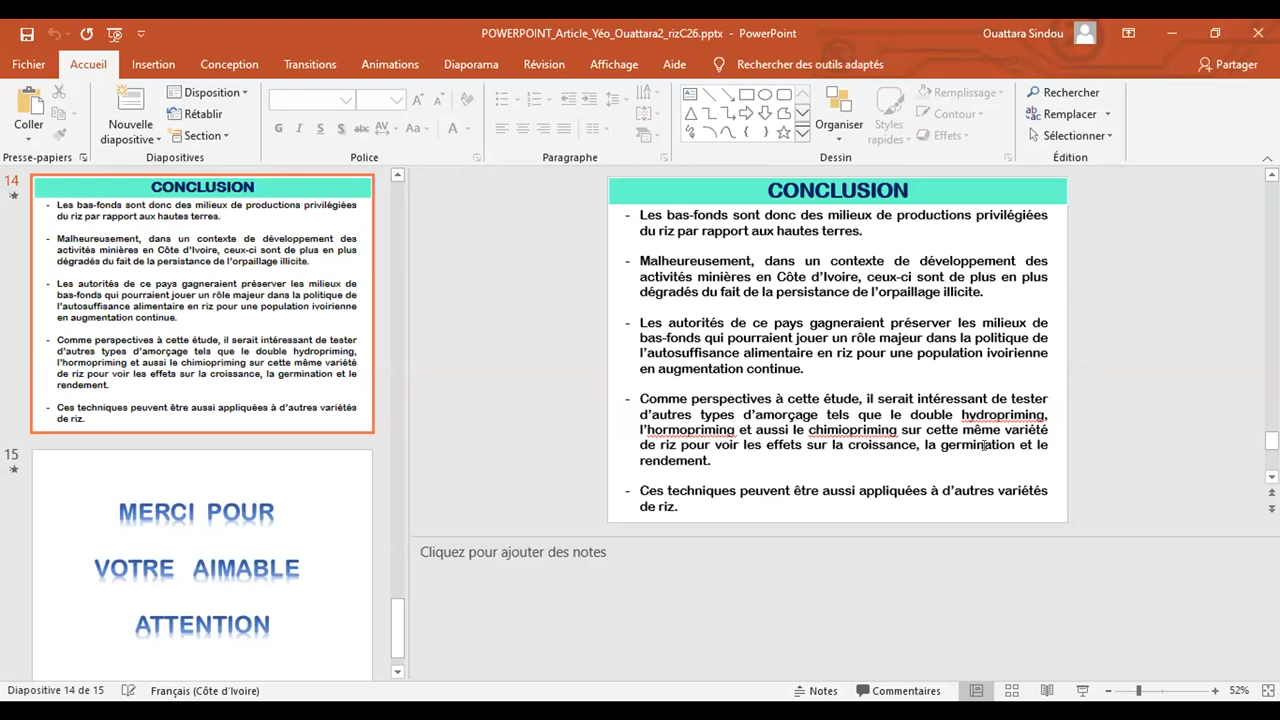 POWERPOINT_Article_Yéo_Ouattara2_rizC26.pptx - PowerPoint
Ouattara Sindou
Fichier Accueil Insertion Conception Transitions Animations Diaporama Révision Affichage Aide Rechercher des outils adaptés Partager
Coller
Nouvelle
diapositive
Disposition
Rétablir
Section
G I S S abc AV Aa A
Organiser
Styles
rapides
Remplissage
Contour
Effets
Rechercher
Remplacer
Sélectionner
Presse-papiers Diapositives Police Paragraphe Dessin Édition
14
CONCLUSION
- Les bas-fonds sont donc des milieux de productions privilégiées
du riz par rapport aux hautes terres.
- Malheureusement, dans un contexte de développement des
activités minières en Côte d'Ivoire, ceux-ci sont de plus en plus
dégradés du fait de la persistance de l'orpaillage illicite.
- Les autorités de ce pays gagneraient préserver les milieux de
bas-fonds qui pourraient jouer un rôle majeur dans la politique de
l'autosuffisance alimentaire en riz pour une population ivoirienne
en augmentation continue.
- Comme perspectives à cette étude, il serait intéressant de tester
d'autres types d'amorçage tels que le double hydropriming,
l'hormopriming et aussi le chimiopriming sur cette même variété
de riz pour voir les effets sur la croissance, la germination et le
rendement.
- Ces techniques peuvent être aussi appliquées à d'autres variétés
de riz.
15
MERCI POUR
VOTRE AIMABLE
ATTENTION
CONCLUSION
- Les bas-fonds sont donc des milieux de productions privilégiées
du riz par rapport aux hautes terres.
- Malheureusement, dans un contexte de développement des
activités minières en Côte d'Ivoire, ceux-ci sont de plus en plus
dégradés du fait de la persistance de l'orpaillage illicite.
- Les autorités de ce pays gagneraient préserver les milieux de
bas-fonds qui pourraient jouer un rôle majeur dans la politique de
l'autosuffisance alimentaire en riz pour une population ivoirienne
en augmentation continue.
- Comme perspectives à cette étude, il serait intéressant de tester
d'autres types d'amorçage tels que le double hydropriming,
l'hormopriming et aussi le chimiopriming sur cette même variété
de riz pour voir les effets sur la croissance, la germination et le
rendement.
- Ces techniques peuvent être aussi appliquées à d'autres variétés
de riz.
Cliquez pour ajouter des notes
Diapositive 14 de 15 Français (Côte d'Ivoire) Notes Commentaires 52%